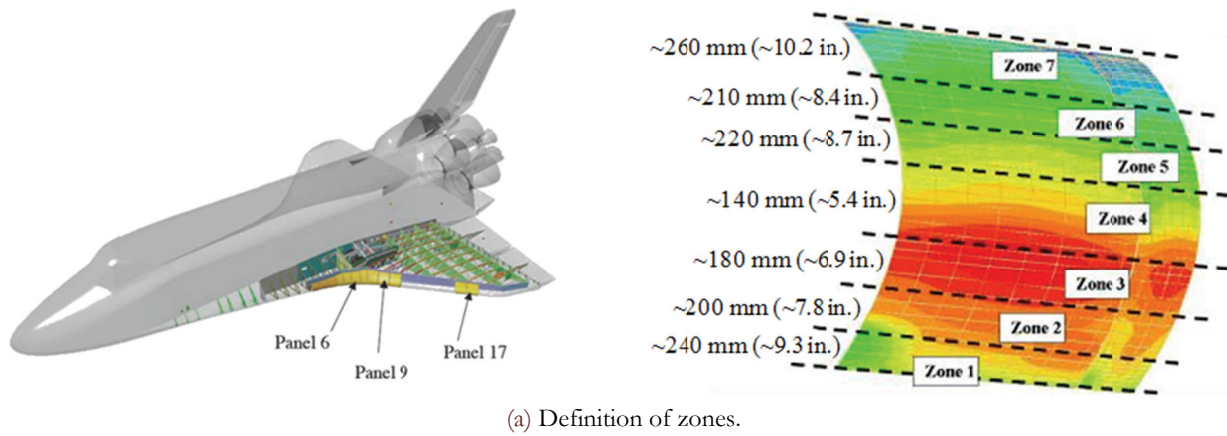 Panel 6
Panel 9
Panel 17
~260 mm (~10.2 in.)
~210 mm (~8.4 in.)
~220 mm (~8.7 in.)
~140 mm (~5.4 in.)
~180 mm (~6.9 in.)
~200 mm (~7.8 in.)
~240 mm (~9.3 in.)
Zone 7
Zone 6
Zone 5
Zone 4
Zone 3
Zone 2
Zone 1
(a) Definition of zones.